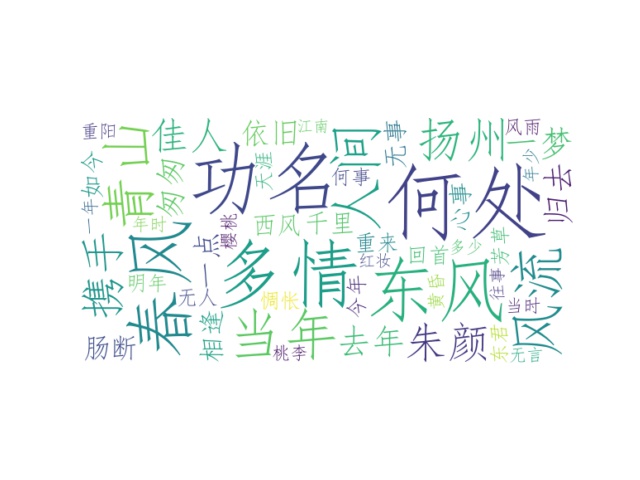 重阳
青山
佳人
依旧
江南
人间
无事
扬州
风雨
一梦
如今
匆匆
功名
天涯
何事
何处
年少
归去
一年
年时
樱桃
西风
千里
心事
携手
春风
一点
多情
重来
红妆
东风
回首
多少
芳草
风流
明年
无人
惆怅
今年
黄昏
往事
当时
肠断
相逢
当年
桃李
去年
朱颜
东君
无言